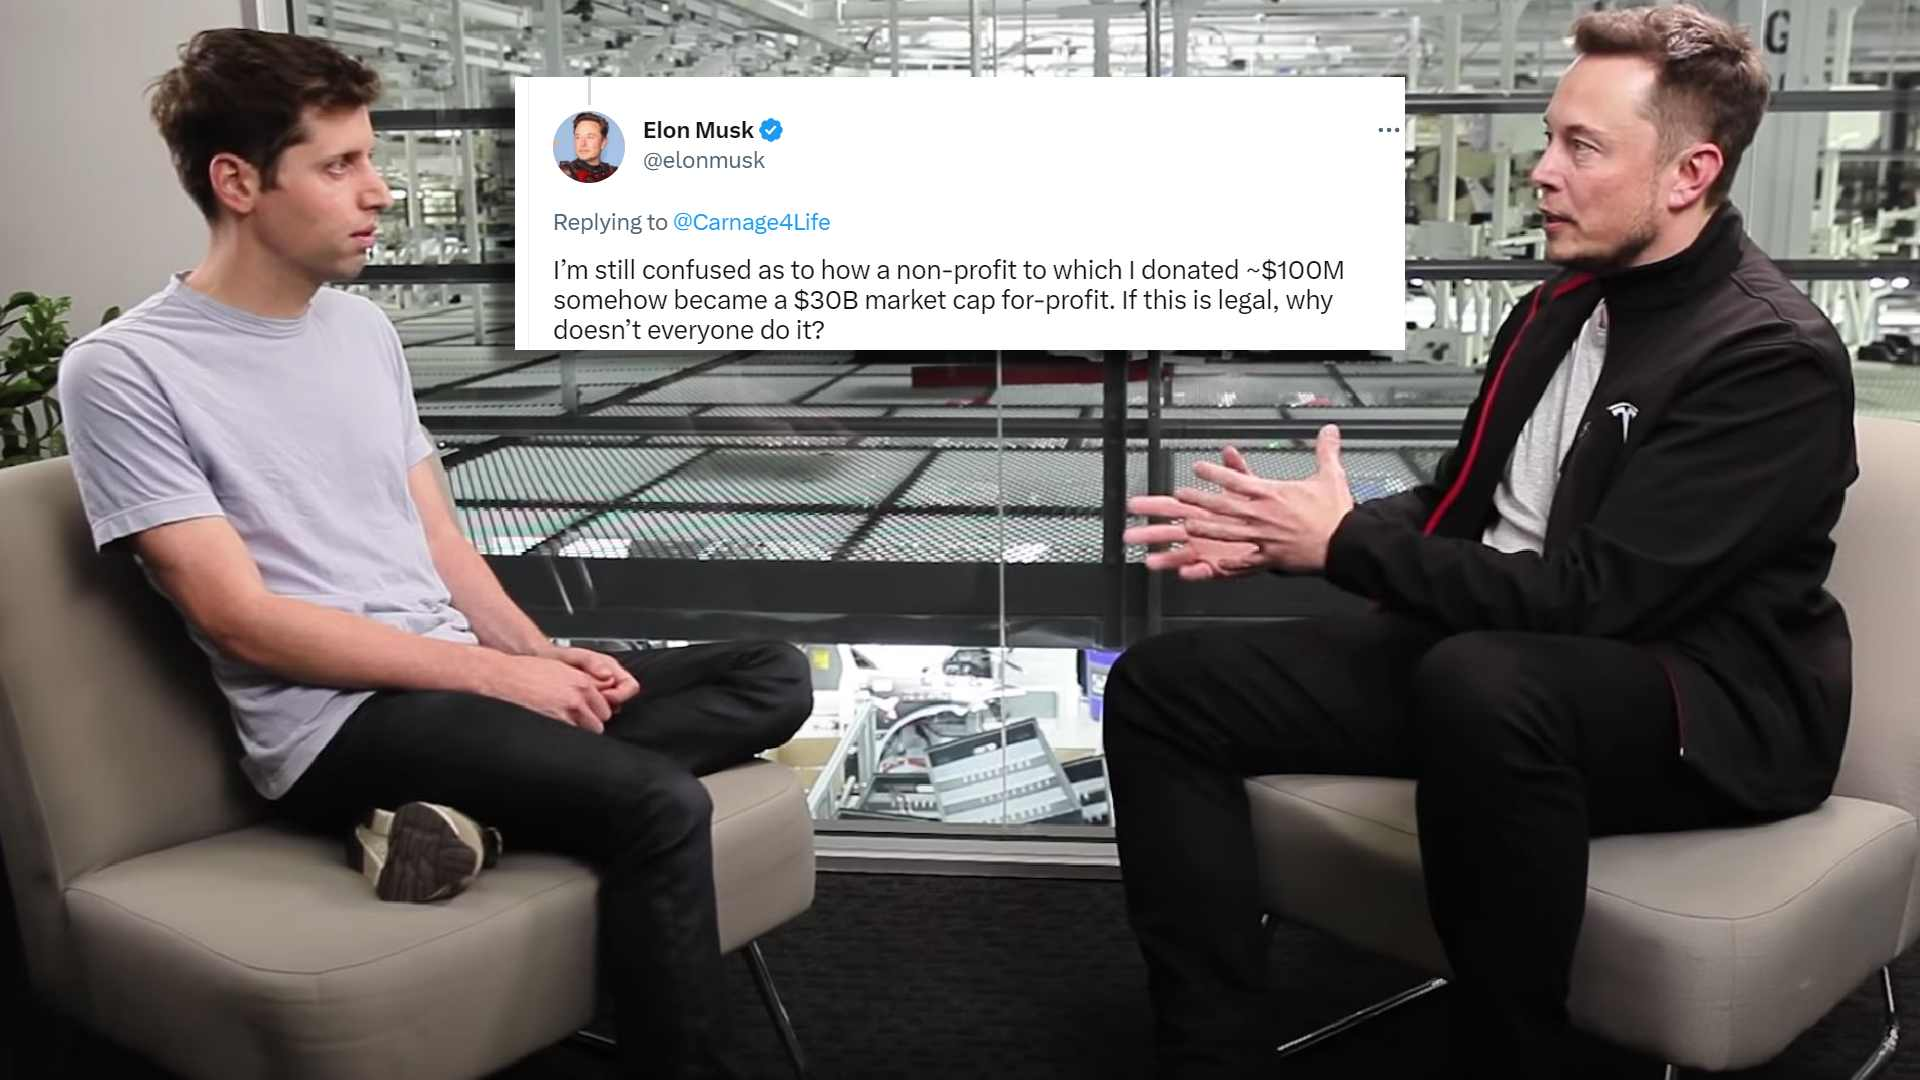 Elon Musk
@elonmusk
Replying to @Carnage4Life
I’m still confused as to how a non-profit to which I donated ~$100M
somehow became a $30B market cap for-profit. If this is legal, why
doesn’t everyone do it?
G